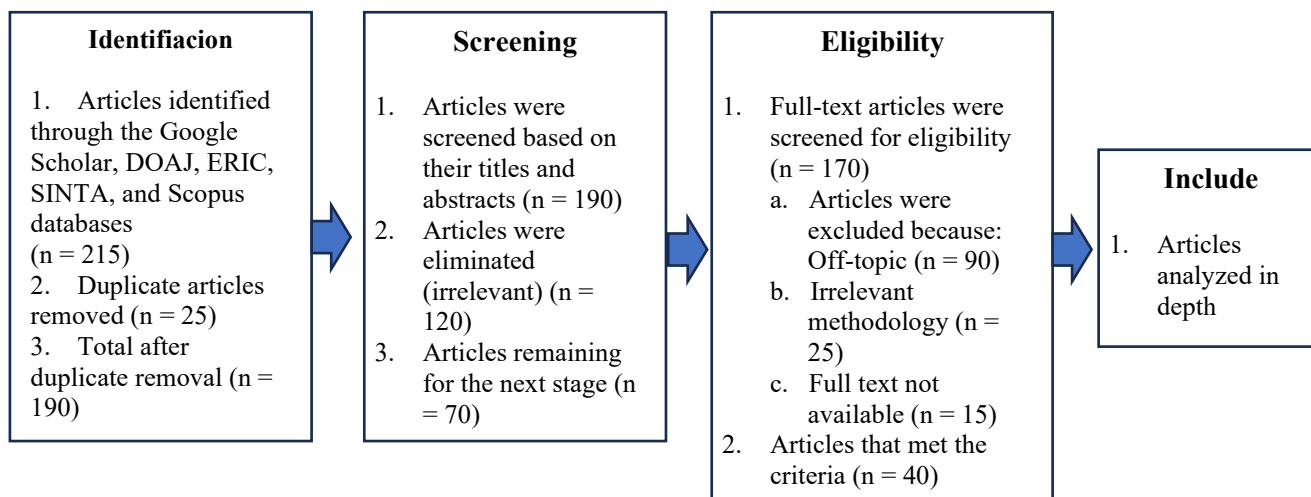 Identifiacion
1. Articles identified
through the Google
Scholar, DOAJ, ERIC,
SINTA, and Scopus
databases
(n = 215)
2. Duplicate articles
removed (n = 25)
3. Total after
duplicate removal (n =
190)
Screening
1. Articles were
screened based on
their titles and
abstracts (n = 190)
2. Articles were
eliminated
(irrelevant) (n =
120)
3. Articles remaining
for the next stage (n
= 70)
Eligibility
1. Full-text articles were
screened for eligibility
(n = 170)
a. Articles were
excluded because:
Off-topic (n = 90)
b. Irrelevant
methodology (n =
25)
c. Full text not
available (n = 15)
2. Articles that met the
criteria (n = 40)
Include
1. Articles
analyzed in
depth